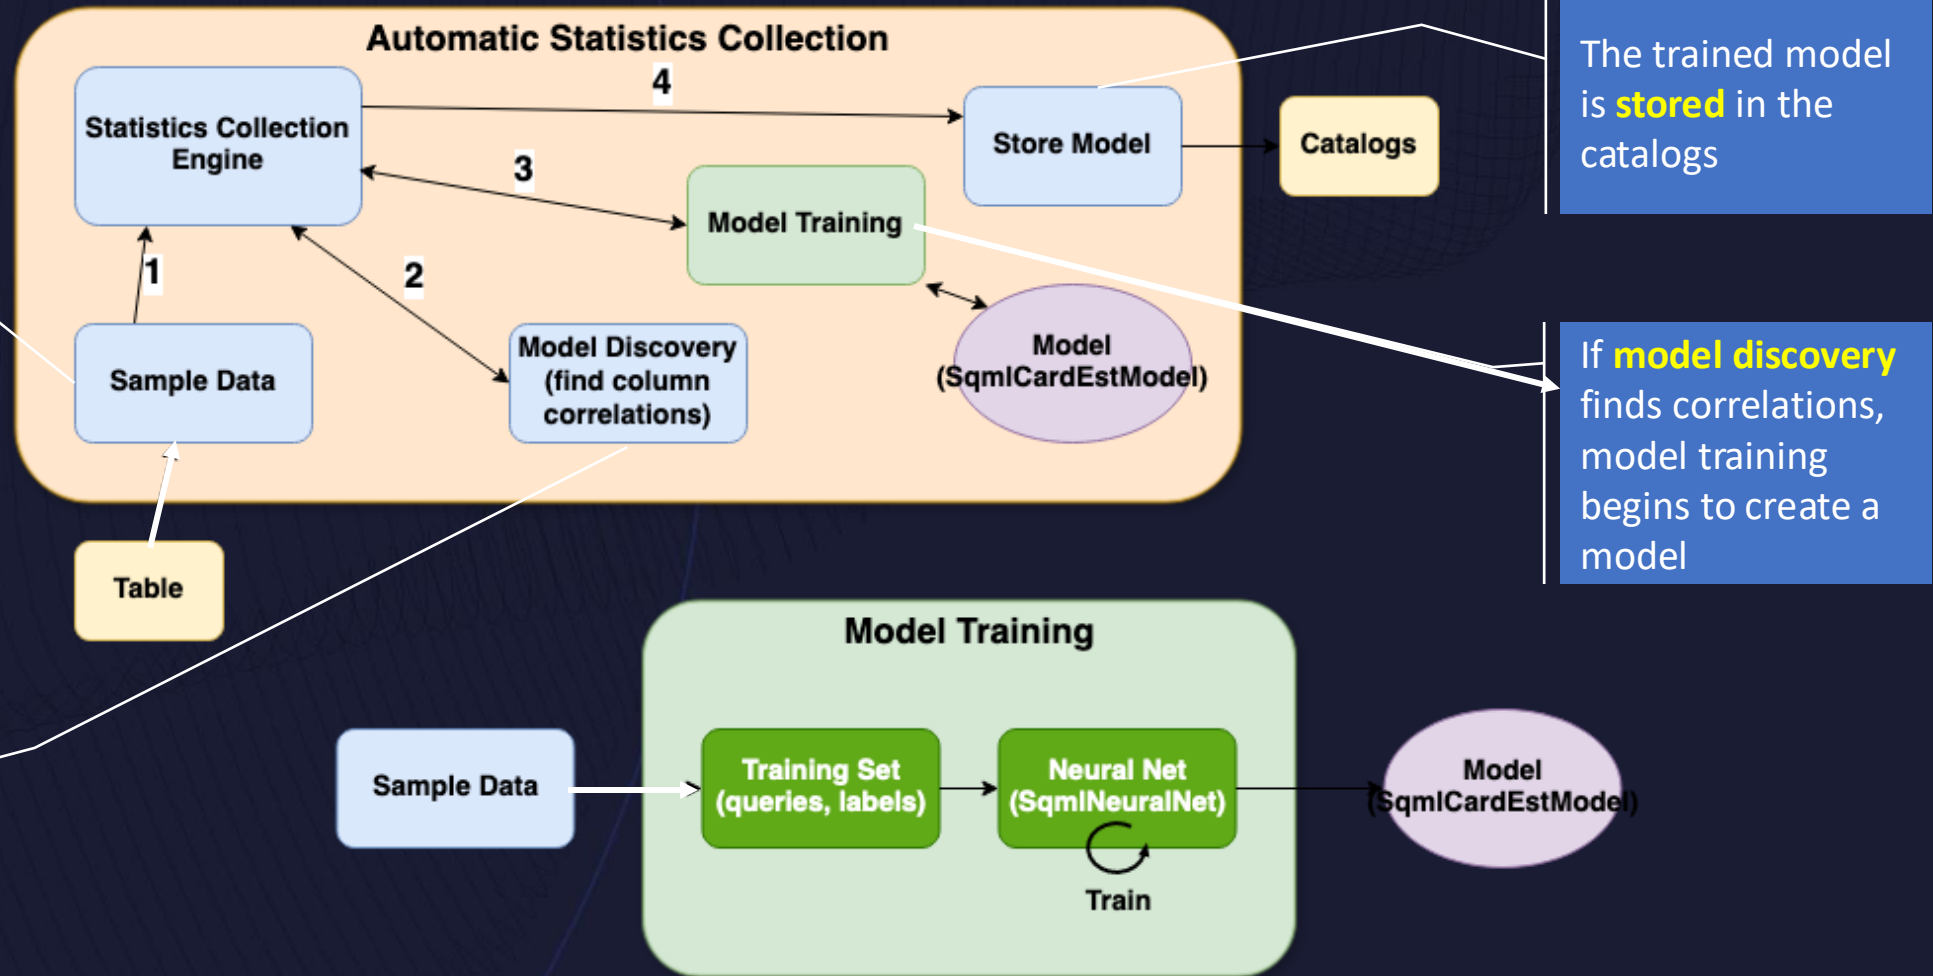 Automatic Statistics Collection
4
Statistics Collection
Engine
Store Model
Catalogs
The trained model
is stored in the
catalogs
3
Model Training
1
2
Sample Data
Model Discovery
(find column
correlations)
Model
(SqmlCardEstModel)
If model discovery
finds correlations,
model training
begins to create a
model
Table
Model Training
Sample Data
Training Set
(queries, labels)
Neural Net
(SqmlNeuralNet)
Train
Model
(SqmlCardEstModel)